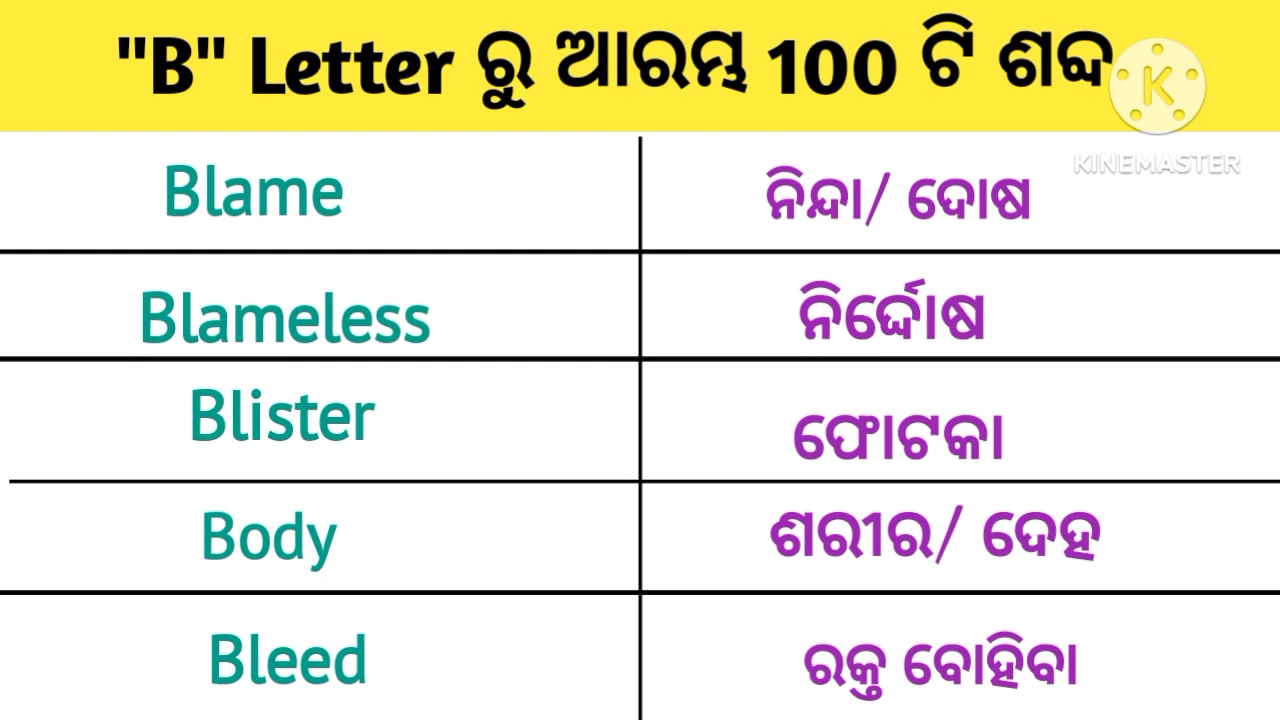 "B" Letter ରୁ ଆରମ୍ଭ 100 ଟି ଶବ୍ଦ
K
KINEMASTER
Blame ନିନ୍ଦା/ ଦୋଷ
Blameless ନିର୍ଦ୍ଦୋଷ
Blister ଫୋଟକା
Body ଶରୀର/ ଦେହ
Bleed ରକ୍ତ ବୋହିବା